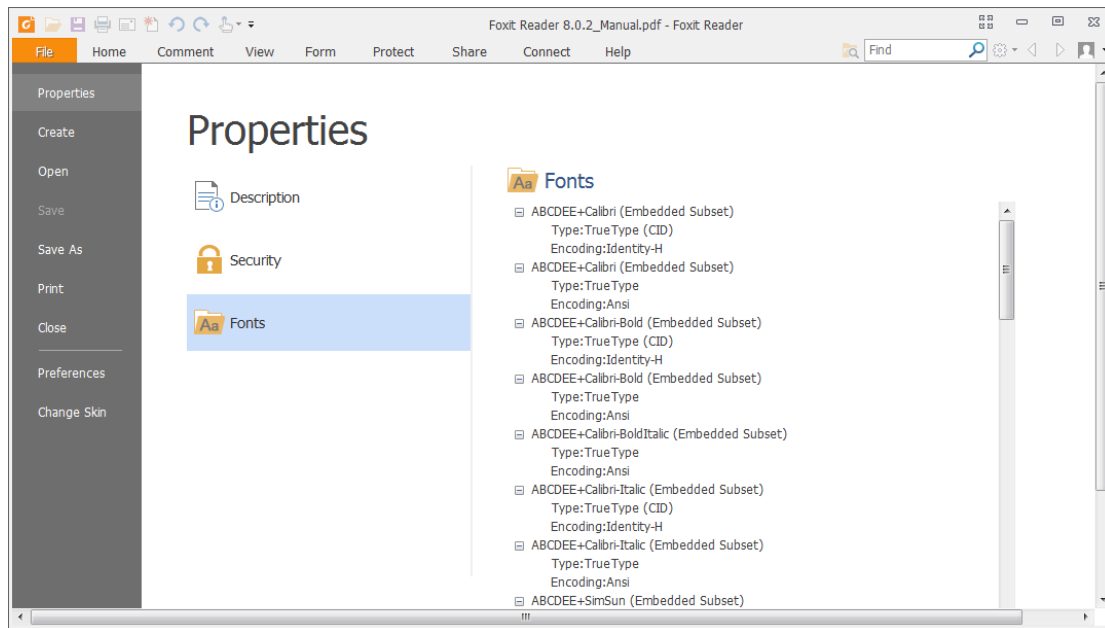 Foxit Reader 8.0.2_Manual.pdf - Foxit Reader
File Home Comment View Form Protect Share Connect Help Find
Properties
Create
Open
Save
Save As
Print
Close
Preferences
Change Skin
Properties
Description
Security
Aa Fonts
Aa Fonts
ABCDEE+Calibri (Embedded Subset)
Type:TrueType (CID)
Encoding:Identity-H
ABCDEE+Calibri (Embedded Subset)
Type:TrueType
Encoding:Ansi
ABCDEE+Calibri-Bold (Embedded Subset)
Type:TrueType (CID)
Encoding:Identity-H
ABCDEE+Calibri-Bold (Embedded Subset)
Type:TrueType
Encoding:Ansi
ABCDEE+Calibri-BoldItalic (Embedded Subset)
Type:TrueType
Encoding:Ansi
ABCDEE+Calibri-Italic (Embedded Subset)
Type:TrueType (CID)
Encoding:Identity-H
ABCDEE+Calibri-Italic (Embedded Subset)
Type:TrueType
Encoding:Ansi
ABCDEE+SimSun (Embedded Subset)